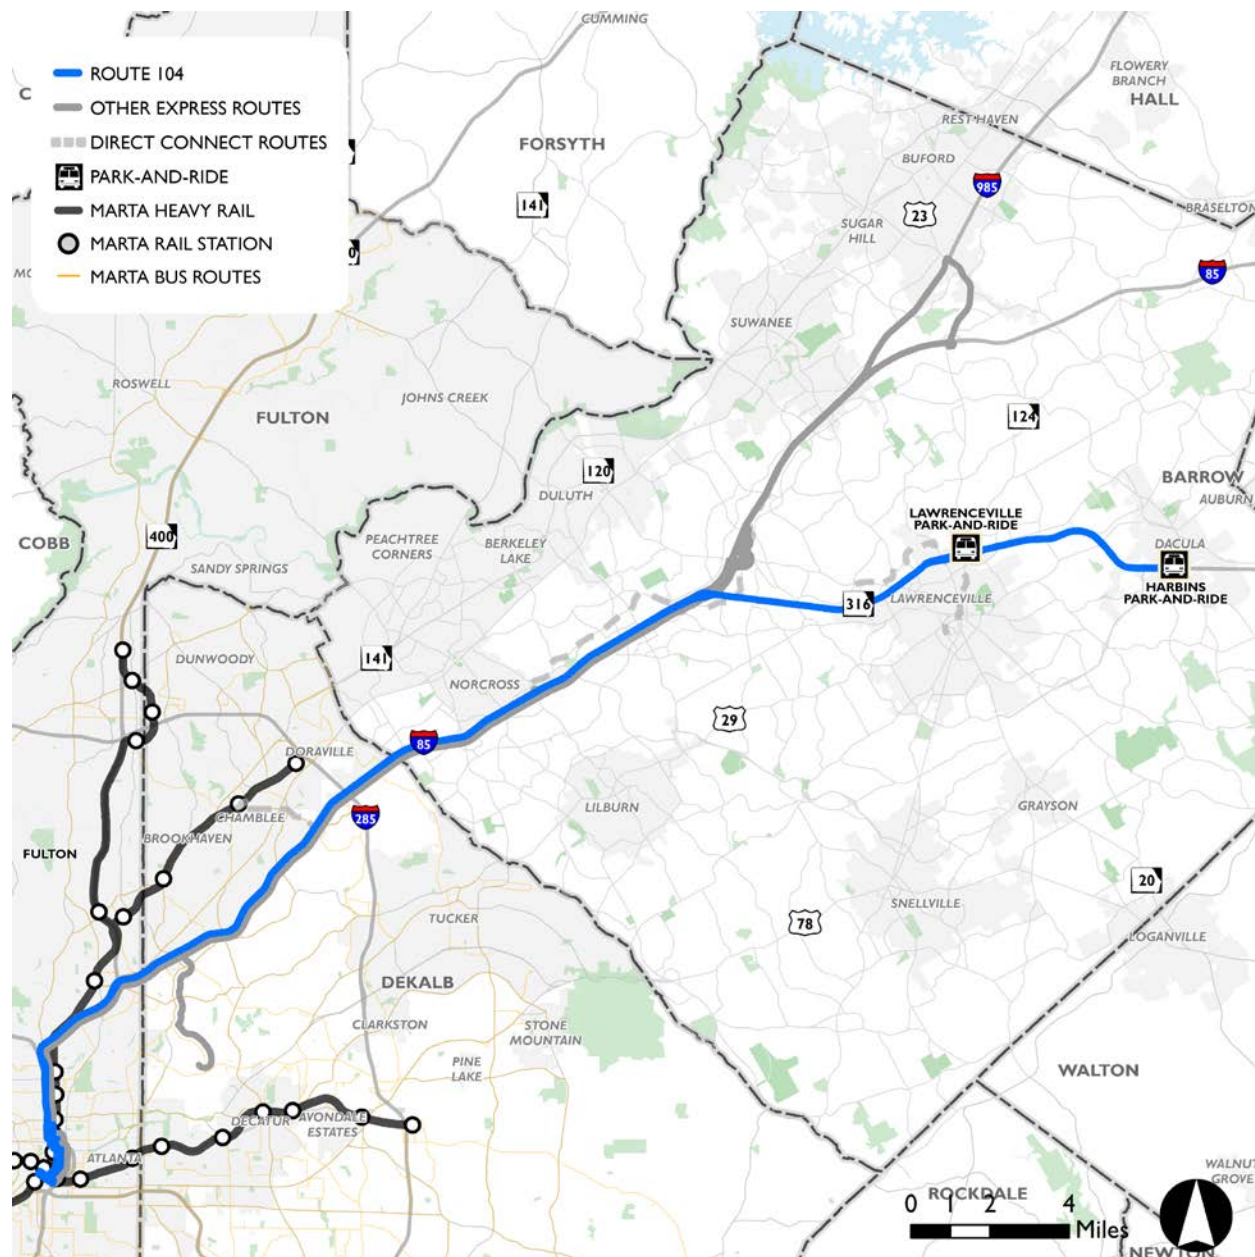 CUMMING
ROUTE 104
FLOWERY
BRANCH
OTHER EXPRESS ROUTES
HALL
REST HAVEN
DIRECT CONNECT ROUTES
FORSYTH
BUFORD
PARK-AND-RIDE
985
141
MARTA HEAVY RAIL
23
BRASELTON
SUGAR
HILL
MARTA RAIL STATION
85
MARTA BUS ROUTES
SUWANEE
ROSWELL
JOHNS CREEK
FULTON
124
120
DULUTH
BARROW
AUBURN
LAWRENCEVILLE
PARK-AND-RIDE
400
COBB
PEACHTREE
CORNERS
BERKELEY
LAKE
DACULA
SANDY SPRINGS
HARBINS
PARK-AND-RIDE
316
LAWRENCEVILLE
DUNWOODY
141
NORCROSS
29
85
DORAVILLE
LILBURN
GRAYSON
285
CHAMBLEE
BROOKHAVEN
FULTON
20
SNELLVILLE
TUCKER
78
LOGANVILLE
DEKALB
CLARKSTON
STONE
MOUNTAIN
PINE
LAKE
WALTON
DECATUR
AVONDALE
ESTATES
ATLANTA
WALNUT
GROVE
ROCKDALE
0 1 2 4
Miles
NEWTON